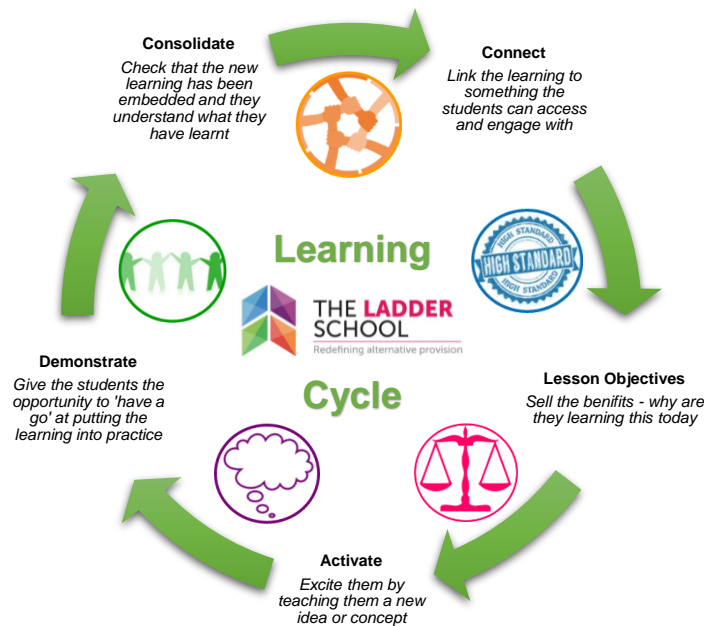 Consolidate
Check that the new
learning has been
embedded and they
understand what they
have learnt
Connect
Link the learning to
something the
students can access
and engage with
HIGH STANDARD
HIGH STANDARD
HIGH STANDARD
Learning
THE LADDER
SCHOOL
Redefining alternative provision
Cycle
Demonstrate
Give the students the
opportunity to 'have a
go' at putting the
learning into practice
Lesson Objectives
Sell the benifits - why are
they learning this today
Activate
Excite them by
teaching them a new
idea or concept